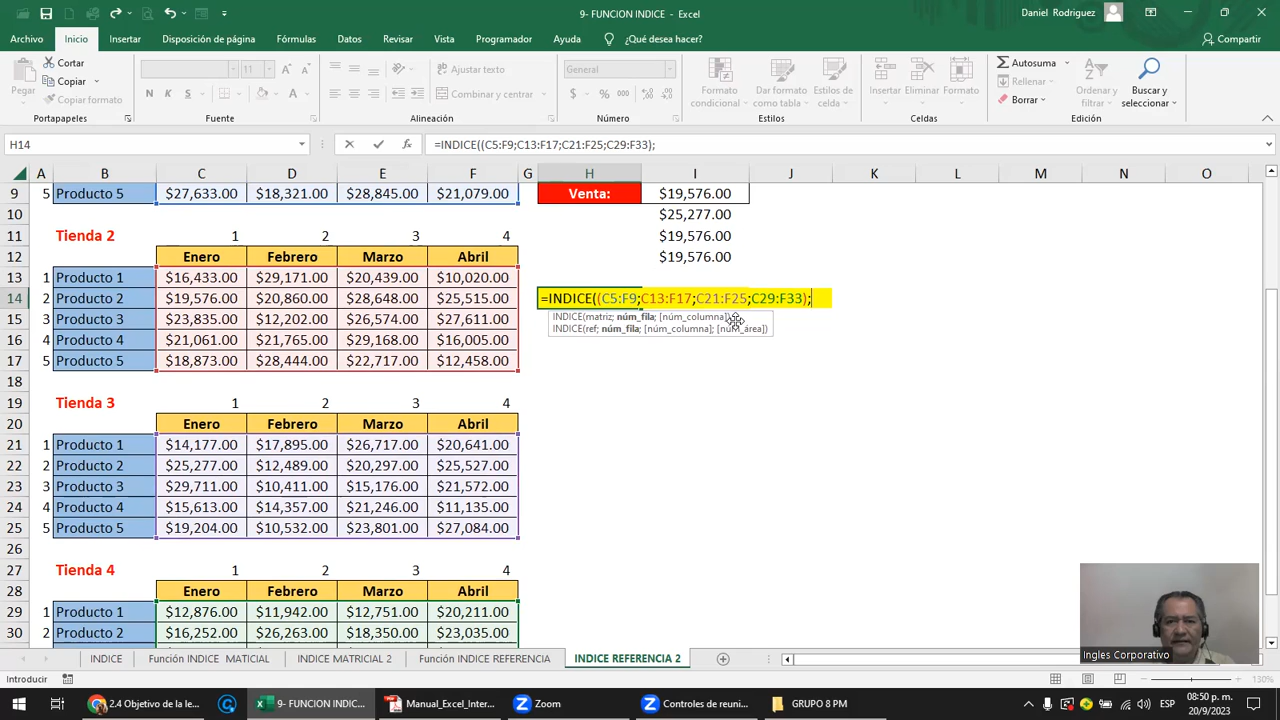 9- FUNCION INDICE - Excel
Daniel Rodriguez
Archivo Inicio Insertar Disposición de página Fórmulas Datos Revisar Vista Programador Ayuda ¿Qué desea hacer? Compartir
Pegar
Cortar
Copiar
Copiar formato
Portapapeles
11
N
Fuente
Ajustar texto
Combinar y centrar
Alineación
General
$ % 000
Número
Formato condicional
Dar formato como tabla
Estilos de celda
Estilos
Insertar Eliminar Formato
Celdas
Autosuma
Rellenar
Borrar
Ordenar y filtrar
Buscar y seleccionar
Edición
H14
=INDICE((C5:F9;C13:F17;C21:F25;C29:F33);
A B C D E F G H I J K L M N O
9 5 Producto 5 $27,633.00 $18,321.00 $28,845.00 $21,079.00 Venta: $19,576.00
10 $25,277.00
11 Tienda 2 1 2 3 4 $19,576.00
12 Enero Febrero Marzo Abril $19,576.00
13 1 Producto 1 $16,433.00 $29,171.00 $20,439.00 $10,020.00
14 2 Producto 2 $19,576.00 $20,860.00 $28,648.00 $25,515.00 =INDICE((C5:F9;C13:F17;C21:F25;C29:F33);
INDICE(matriz; núm_fila; [núm_columna])
15 3 Producto 3 $23,835.00 $12,202.00 $26,574.00 $27,611.00
INDICE(ref; núm_fila; [núm_columna]; [núm_área])
16 4 Producto 4 $21,061.00 $21,765.00 $29,168.00 $16,005.00
17 5 Producto 5 $18,873.00 $28,444.00 $22,717.00 $12,458.00
18
19 Tienda 3 1 2 3 4
20 Enero Febrero Marzo Abril
21 1 Producto 1 $14,177.00 $17,895.00 $26,717.00 $20,641.00
22 2 Producto 2 $25,277.00 $12,489.00 $20,297.00 $25,527.00
23 3 Producto 3 $29,711.00 $10,411.00 $15,176.00 $21,572.00
24 4 Producto 4 $15,613.00 $14,357.00 $21,246.00 $11,135.00
25 5 Producto 5 $19,204.00 $10,532.00 $23,801.00 $27,084.00
26
27 Tienda 4 1 2 3 4
28 Enero Febrero Marzo Abril
29 1 Producto 1 $12,876.00 $11,942.00 $12,751.00 $20,211.00
30 2 Producto 2 $16,252.00 $26,263.00 $18,350.00 $23,035.00
Ingles Corporativo
INDICE Función INDICE MATICIAL INDICE MATRICIAL 2 Función INDICE REFERENCIA INDICE REFERENCIA 2
Introducir
130%
2.4 Objetivo de la le...
9- FUNCION INDIC...
Manual_Excel_Inter...
Zoom
Controles de reuni...
GRUPO 8 PM
ESP
08:50 p. m.
20/9/2023